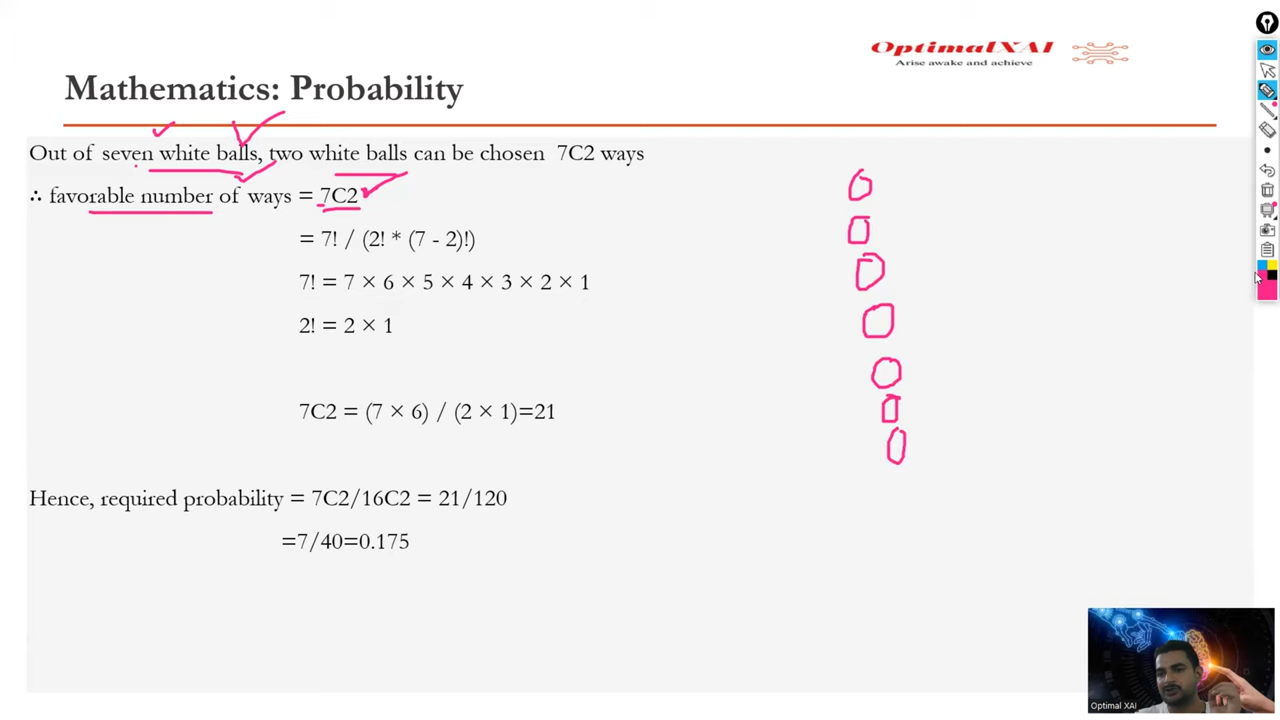 OptimalXAI
Arise awake and achieve
Mathematics: Probability
Out of seven white balls, two white balls can be chosen 7C2 ways
∴ favorable number of ways = 7C2
= 7! / (2! * (7 - 2)!)
7! = 7 × 6 × 5 × 4 × 3 × 2 × 1
2! = 2 × 1
7C2 = (7 × 6) / (2 × 1)=21
Hence, required probability = 7C2/16C2 = 21/120
=7/40=0.175
Optimal XAI